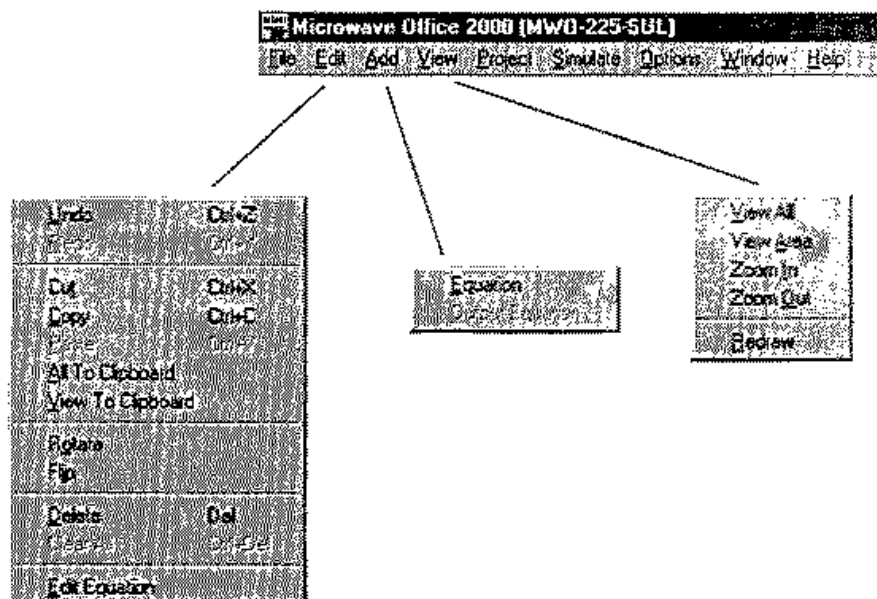 Microwave Office 2000 [MWO-225-SUL]
File Edit Add View Project Simulate Options Window Help
Undo Ctrl+Z
Cut Ctrl+X
Copy Ctrl+C
All To Clipboard
View To Clipboard
Rotate
Flip
Delete Del
Edit Equation
Equation
View All
View Area
Zoom In
Zoom Out
Redraw